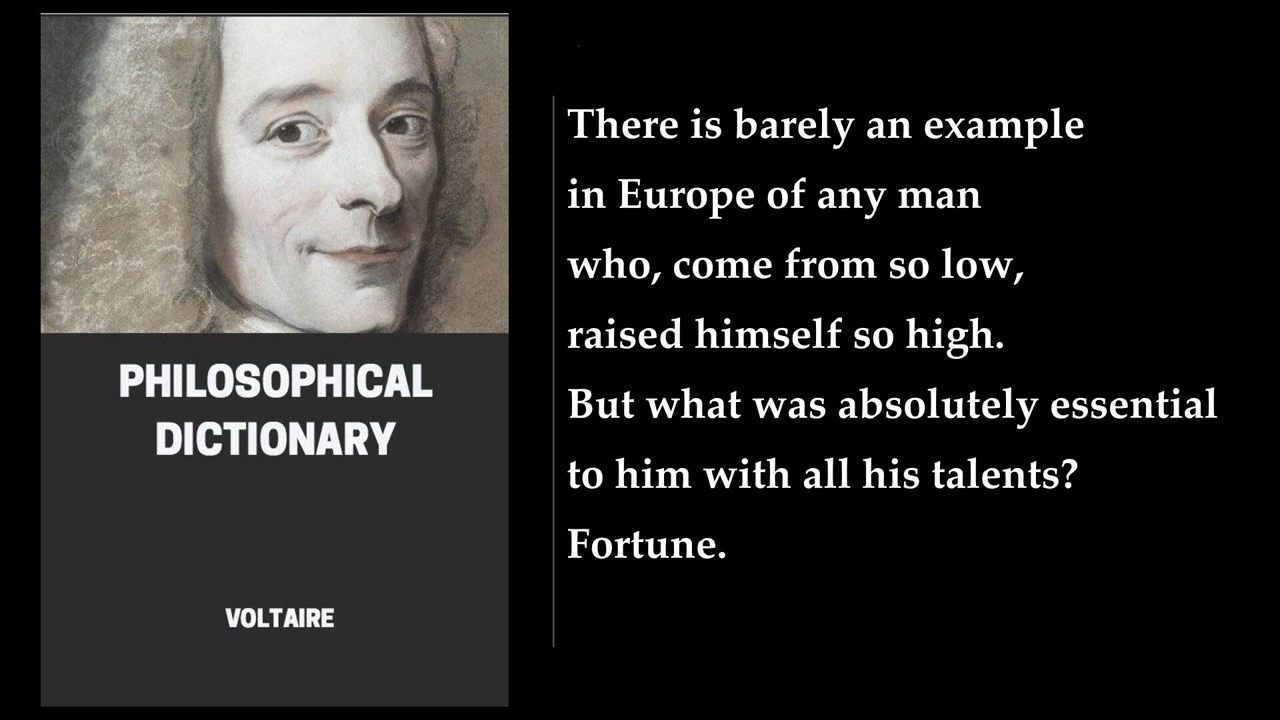 PHILOSOPHICAL
DICTIONARY
VOLTAIRE
There is barely an example
in Europe of any man
who, come from so low,
raised himself so high.
But what was absolutely essential
to him with all his talents?
Fortune.